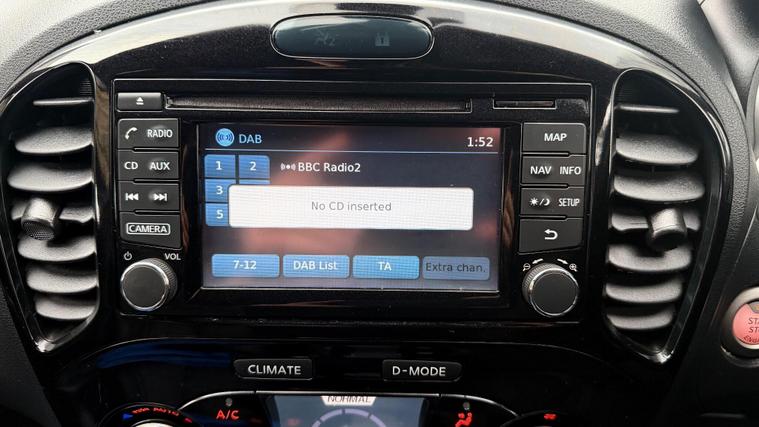 DAB
1:52
1 2
BBC Radio2
3
No CD inserted
5
7-12 DAB List TA Extra chan.
RADIO
CD AUX
CAMERA
VOL
MAP
NAV INFO
SETUP
CLIMATE D-MODE
A/C
NORMAL